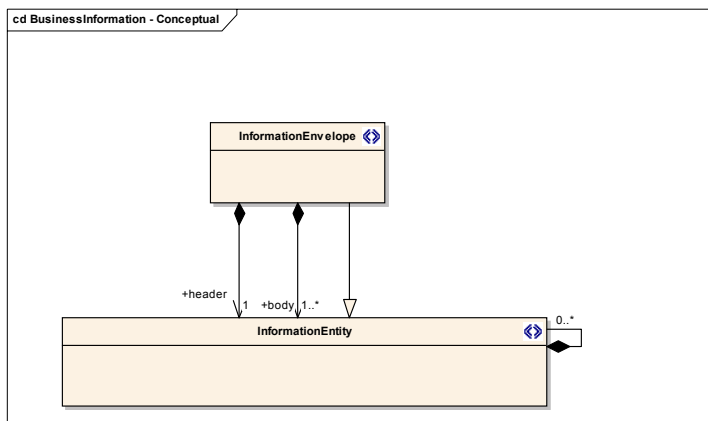 cd BusinessInformation - Conceptual
InformationEnvelope
+header
1
+body
1..*
InformationEntity
0..*